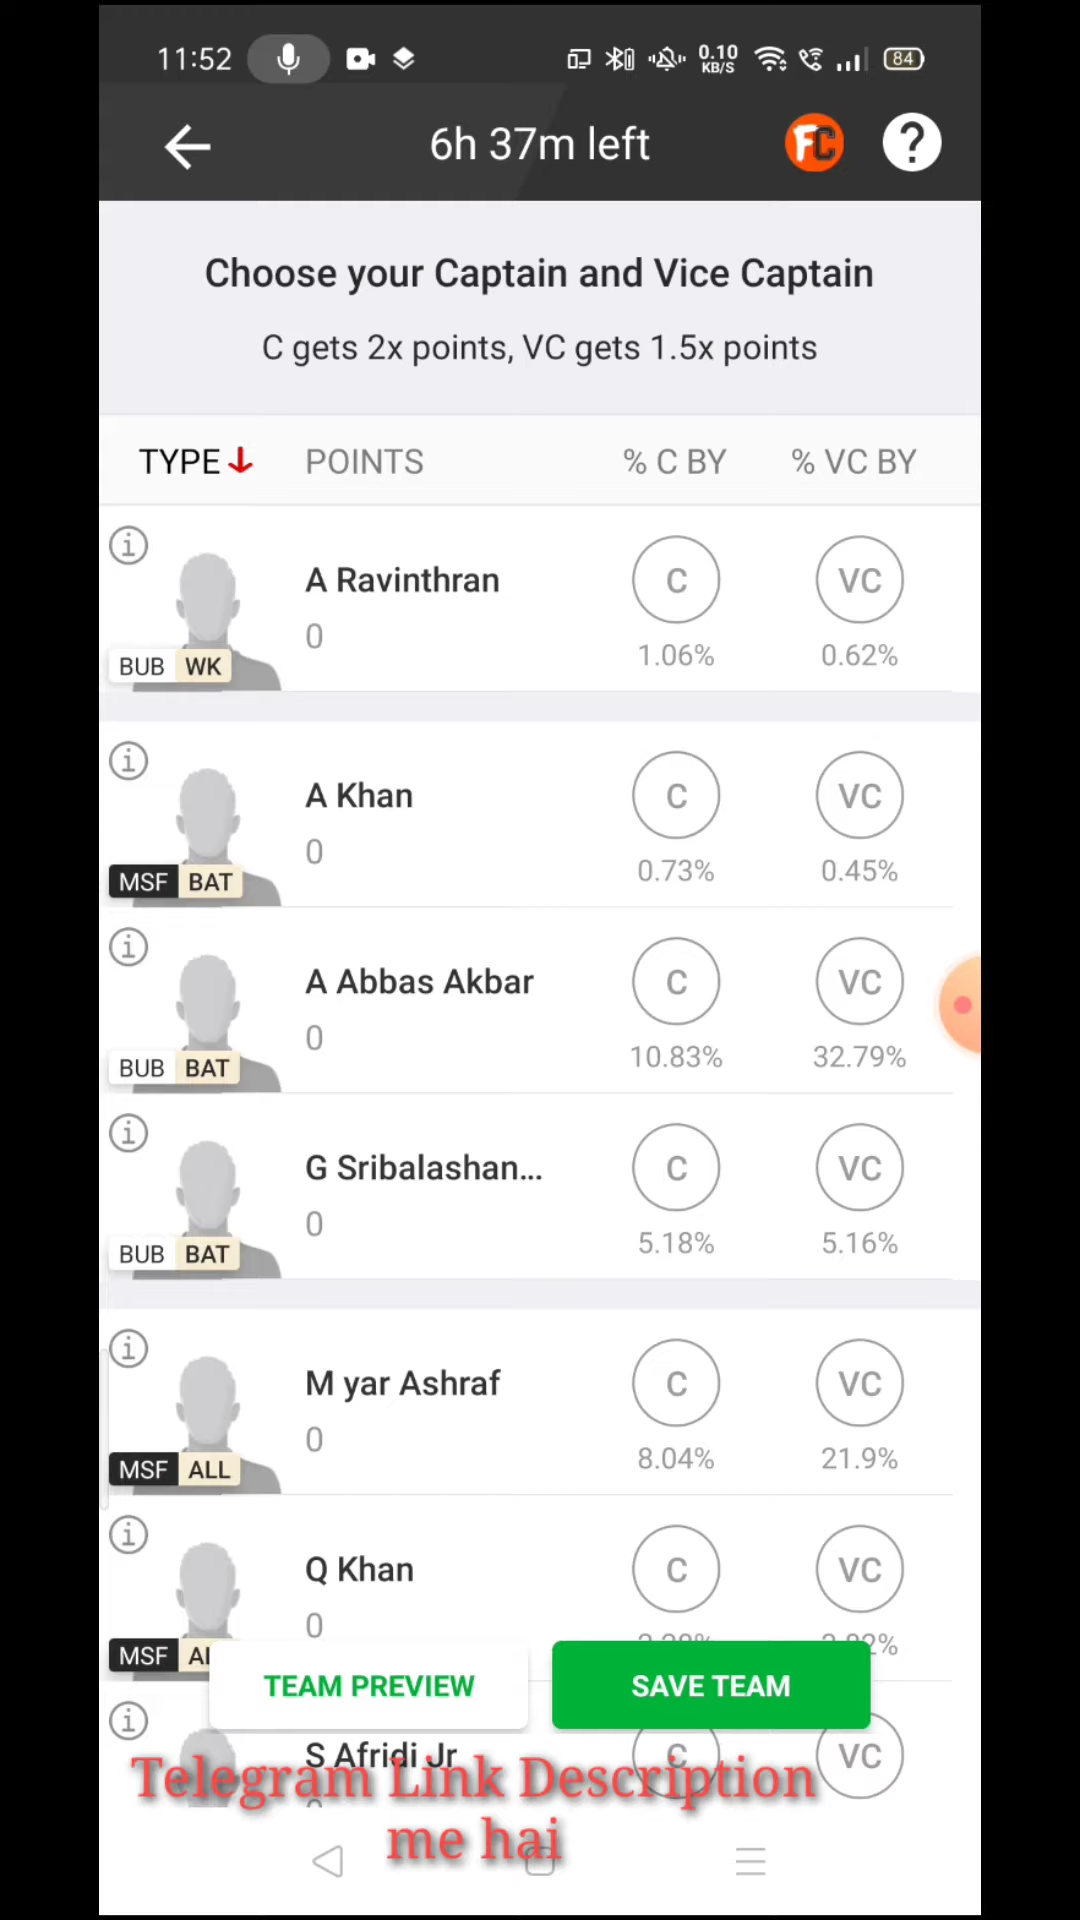 11:52 0.10 KB/S 84
6h 37m left FC ?
Choose your Captain and Vice Captain
C gets 2x points, VC gets 1.5x points
TYPE POINTS % C BY % VC BY
A Ravinthran C VC
0 1.06% 0.62%
BUB WK
A Khan C VC
0 0.73% 0.45%
MSF BAT
A Abbas Akbar C VC
0 10.83% 32.79%
BUB BAT
G Sribalashan... C VC
0 5.18% 5.16%
BUB BAT
M yar Ashraf C VC
0 8.04% 21.9%
MSF ALL
Q Khan C VC
0
MSF
TEAM PREVIEW SAVE TEAM
S Afridi Jr C VC
Telegram Link Description
me hai